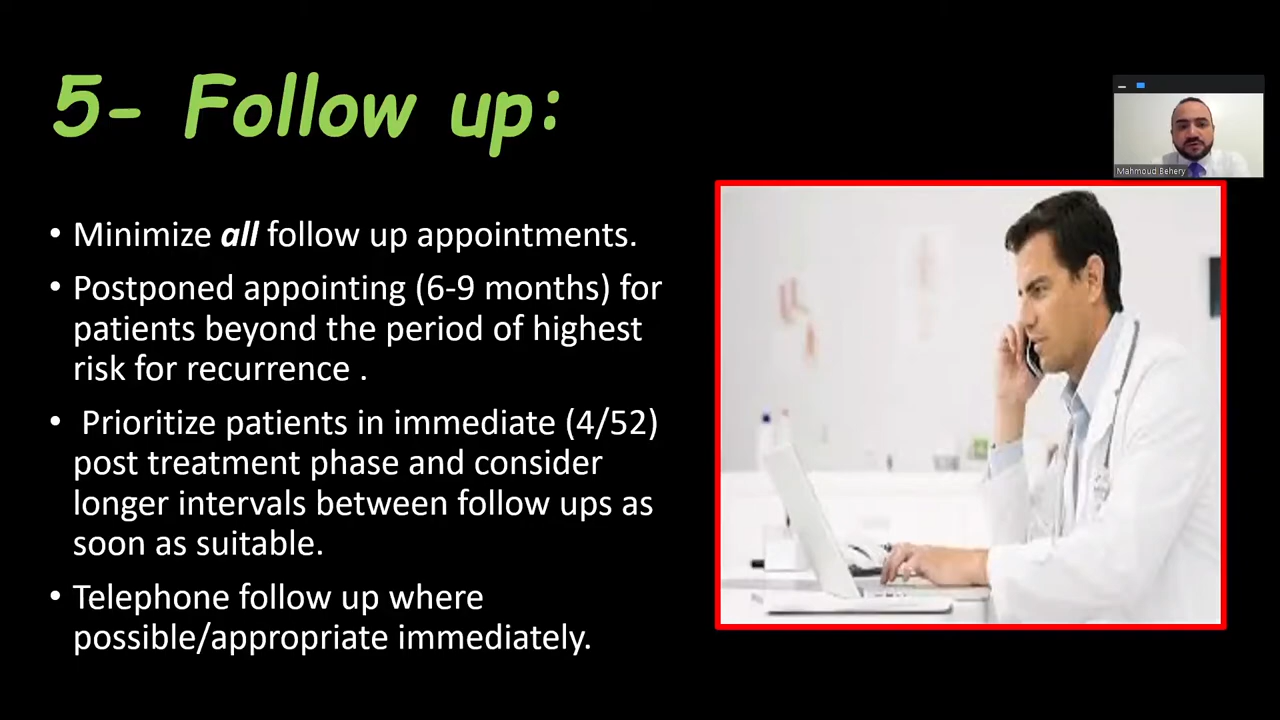 5- Follow up:
Mahmoud Behery
• Minimize all follow up appointments.
• Postponed appointing (6-9 months) for
patients beyond the period of highest
risk for recurrence .
• Prioritize patients in immediate (4/52)
post treatment phase and consider
longer intervals between follow ups as
soon as suitable.
• Telephone follow up where
possible/appropriate immediately.